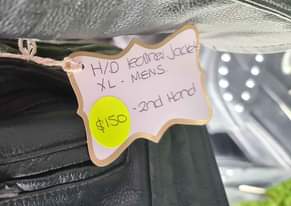 H/D leather Jacket
XL - MENS
- 2nd Hand
$150